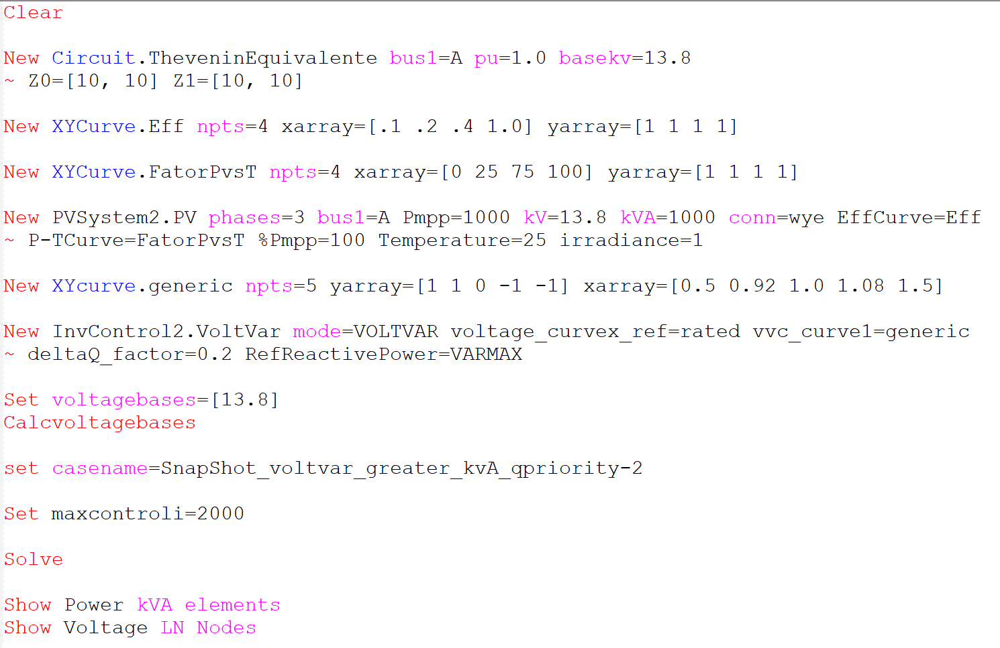 Clear
New Circuit.TheveninEquivalente bus1=A pu=1.0 basekv=13.8
~ Z0=[10, 10] Z1=[10, 10]
New XYCurve.Eff npts=4 xarray=[.1 .2 .4 1.0] yarray=[1 1 1 1]
New XYCurve.FatorPvsT npts=4 xarray=[0 25 75 100] yarray=[1 1 1 1]
New PVSystem2.PV phases=3 bus1=A Pmpp=1000 kV=13.8 kVA=1000 conn=wye EffCurve=Eff
~ P-TCurve=FatorPvsT %Pmpp=100 Temperature=25 irradiance=1
New XYcurve.generic npts=5 yarray=[1 1 0 -1 -1] xarray=[0.5 0.92 1.0 1.08 1.5]
New InvControl2.VoltVar mode=VOLTVAR voltage_curvex_ref=rated vvc_curve1=generic
~ deltaQ_factor=0.2 RefReactivePower=VARMAX
Set voltagebases=[13.8]
Calcvoltagebases
set casename=SnapShot_voltvar_greater_kvA_qpriority-2
Set maxcontroli=2000
Solve
Show Power kVA elements
Show Voltage LN Nodes